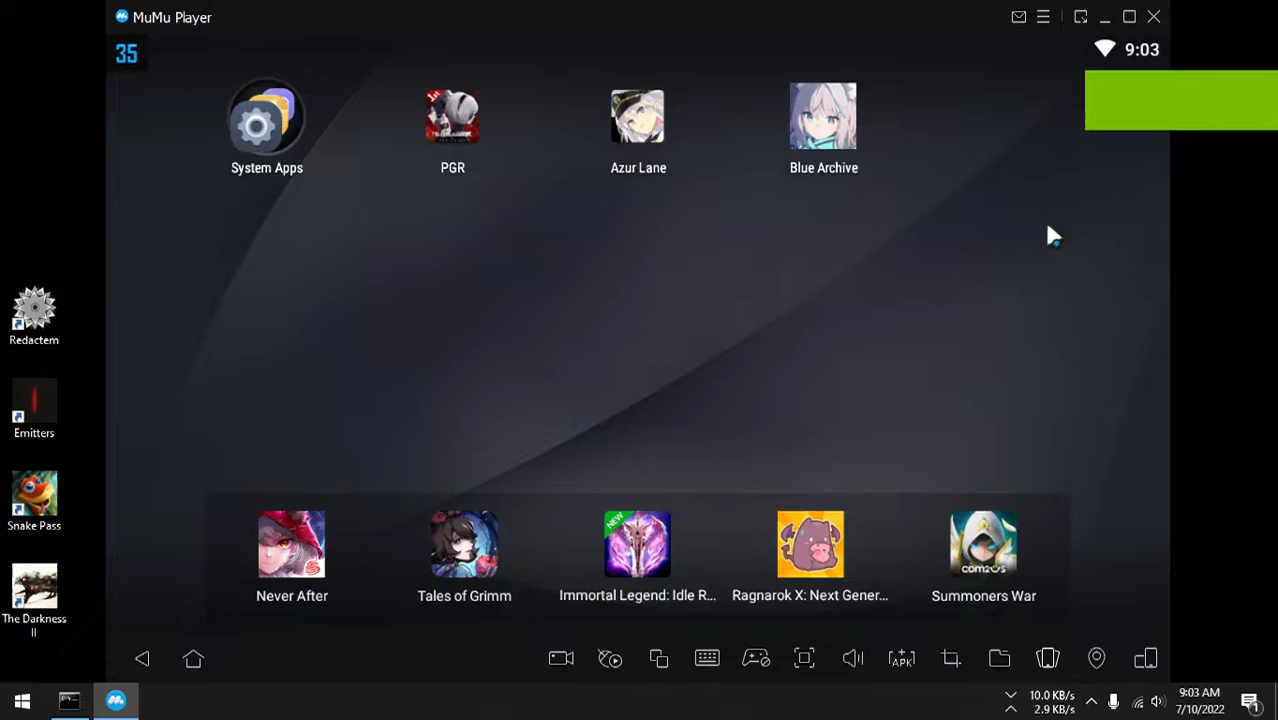 MuMu Player
35
9:03
1st
System Apps
PGR
Azur Lane
Blue Archive
Redactem
Emitters
Snake Pass
The Darkness
II
NEW
COM2US
Never After
Tales of Grimm
Immortal Legend: Idle R...
Ragnarok X: Next Gener...
Summoners War
APK
10.0 KB/s
2.9 KB/s
9:03 AM
7/10/2022
1